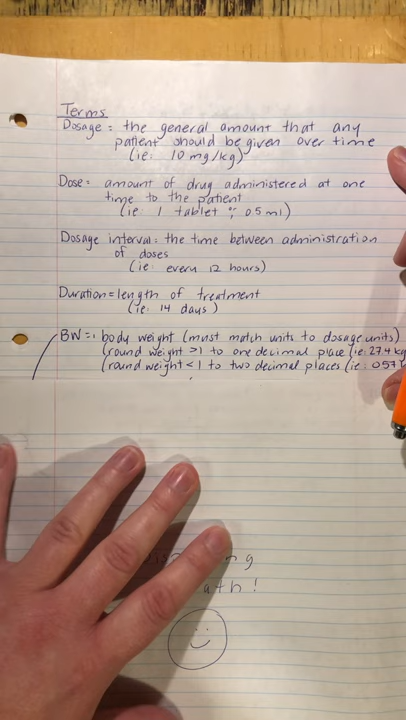 Terms
Dosage = the general amount that any
patient should be given over time
(ie: 10 mg/kg)
Dose = amount of drug administered at one
time to the patient
(ie: 1 tablet or 0.5 ml)
Dosage interval = the time between administration
of doses
(ie: every 12 hours)
Duration = length of treatment
(ie: 14 days)
BW = body weight (must match units to dosage units)
(round weight >1 to one decimal place (ie: 27.4 kg
(round weight <1 to two decimal places (ie: 0.57
ath!